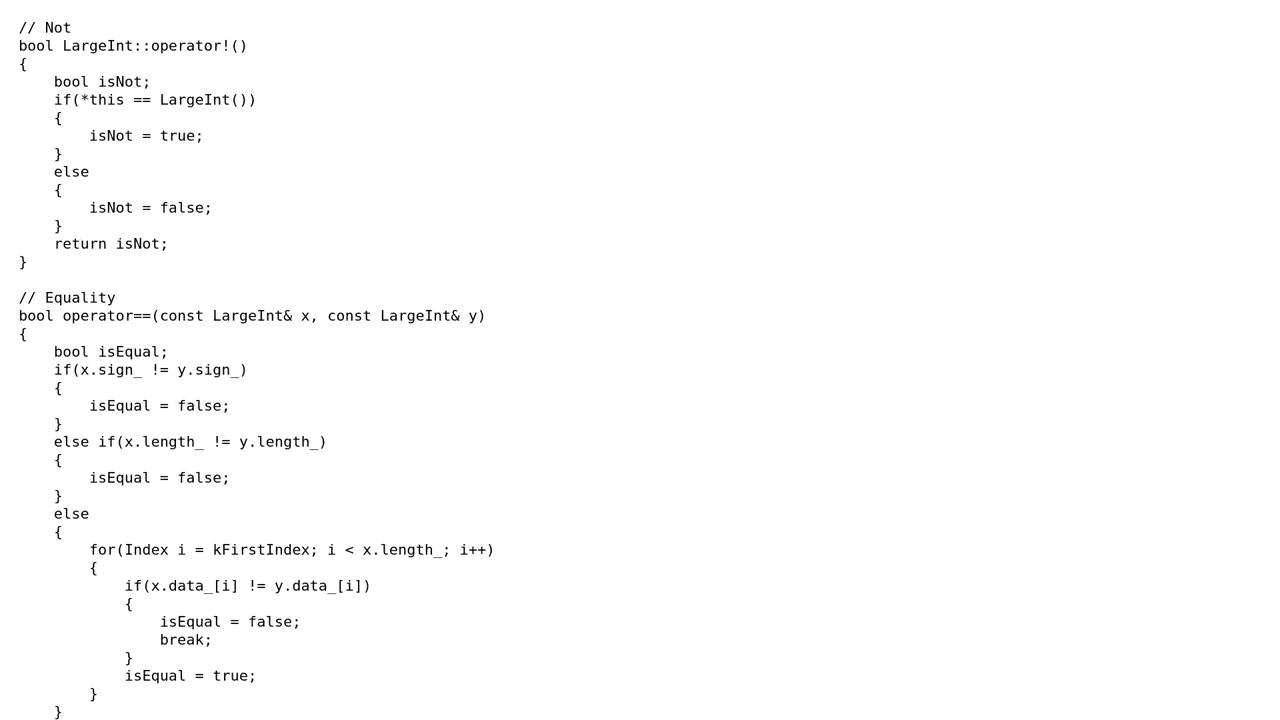 // Not
bool LargeInt::operator!()
{
    bool isNot;
    if(*this == LargeInt())
    {
        isNot = true;
    }
    else
    {
        isNot = false;
    }
    return isNot;
}

// Equality
bool operator==(const LargeInt& x, const LargeInt& y)
{
    bool isEqual;
    if(x.sign_ != y.sign_)
    {
        isEqual = false;
    }
    else if(x.length_ != y.length_)
    {
        isEqual = false;
    }
    else
    {
        for(Index i = kFirstIndex; i < x.length_; i++)
        {
            if(x.data_[i] != y.data_[i])
            {
                isEqual = false;
                break;
            }
            isEqual = true;
        }
    }